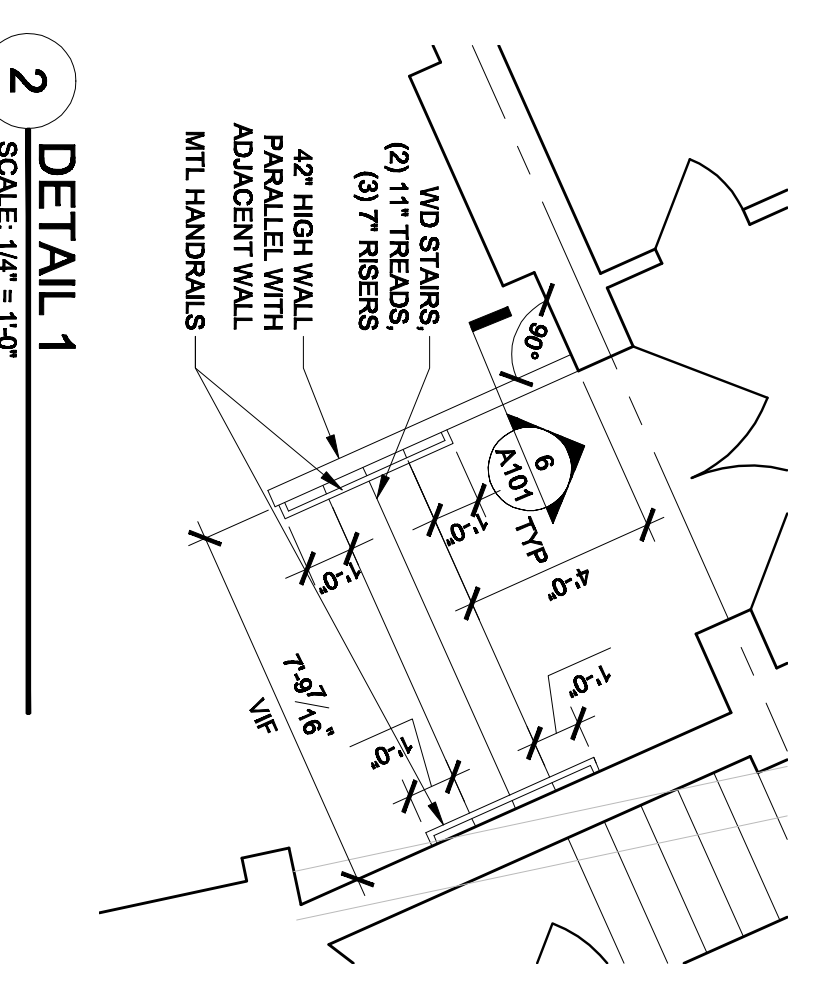 WD STAIRS,
(2) 11" TREADS,
(3) 7" RISERS
42" HIGH WALL
PARALLEL WITH
ADJACENT WALL
MTL HANDRAILS
90°
6
A101
TYP
1'-0"
4'-0"
1'-0"
1'-0"
1'-0"
7'-9 7/16"
VIF
2
DETAIL 1
SCALE: 1/4" = 1'-0"